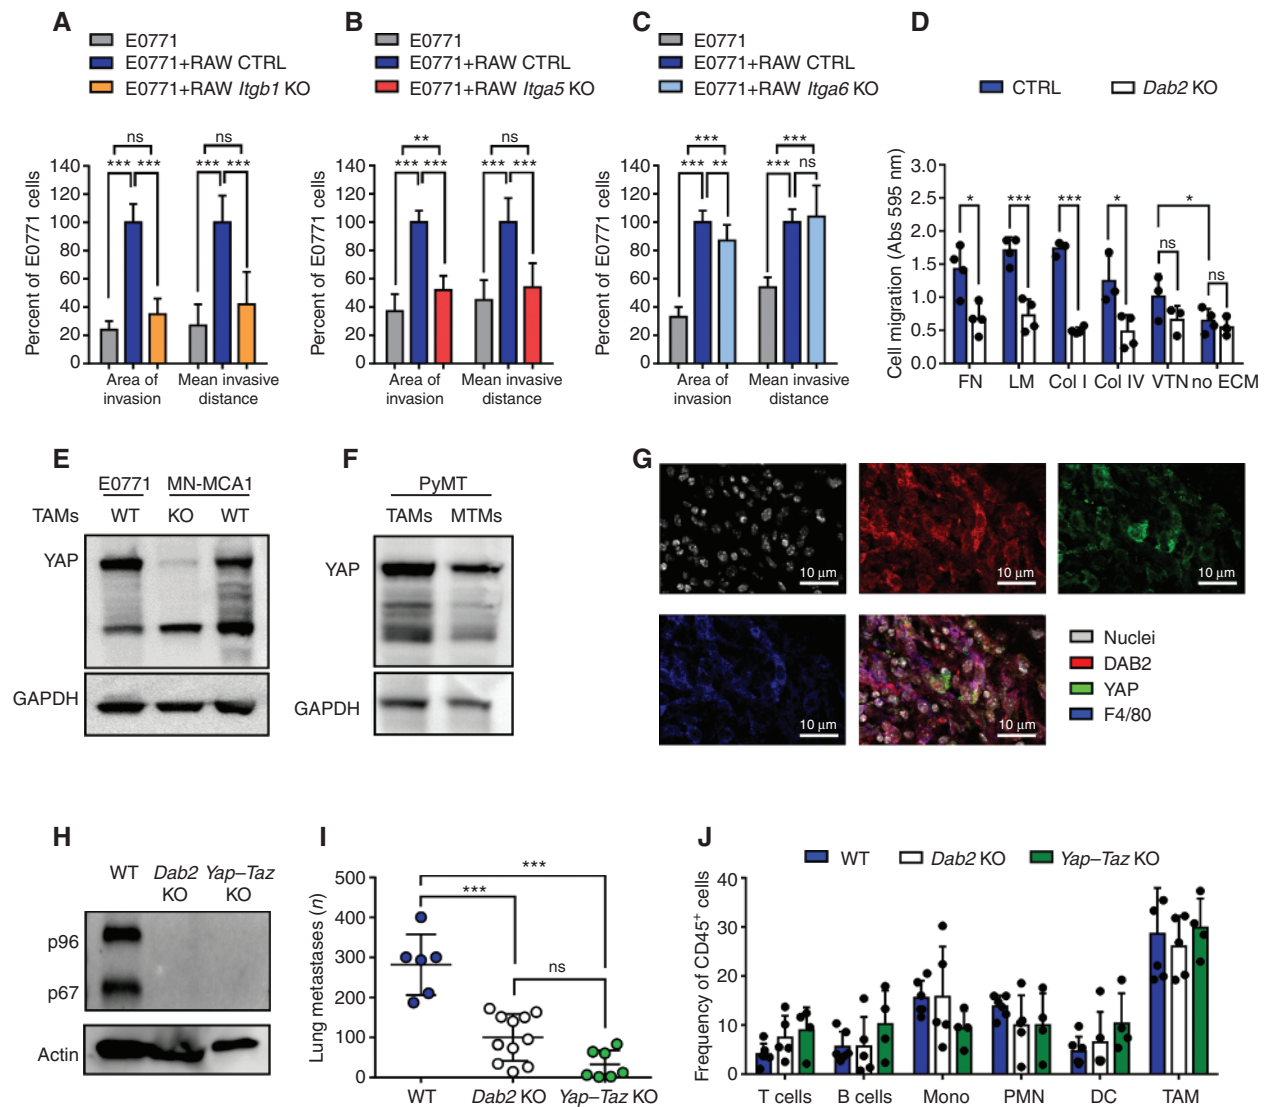 A
E0771
E0771+RAW CTRL
E0771+RAW Itgb1 KO
Percent of E0771 cells
140
120
100
80
60
40
20
0
ns
ns
*** ***
*** ***
Area of invasion
Mean invasive distance
B
E0771
E0771+RAW CTRL
E0771+RAW Itga5 KO
Percent of E0771 cells
140
120
100
80
60
40
20
0
**
ns
*** ***
*** ***
Area of invasion
Mean invasive distance
C
E0771
E0771+RAW CTRL
E0771+RAW Itga6 KO
Percent of E0771 cells
140
120
100
80
60
40
20
0
***
***
*** **
*** ns
Area of invasion
Mean invasive distance
D
CTRL
Dab2 KO
Cell migration (Abs 595 nm)
3.0
2.5
2.0
1.5
1.0
0.5
0.0
* *** *** * *
ns
ns
FN LM Col I Col IV VTN no ECM
E
E0771 MN-MCA1
TAMs WT KO WT
YAP
GAPDH
F
PyMT
TAMs MTMs
YAP
GAPDH
G
10 μm
10 μm
10 μm
10 μm
10 μm
Nuclei
DAB2
YAP
F4/80
H
WT Dab2 KO Yap–Taz KO
p96
p67
Actin
I
Lung metastases (n)
500
400
300
200
100
0
***
***
ns
WT Dab2 KO Yap–Taz KO
J
WT
Dab2 KO
Yap–Taz KO
Frequency of CD45+ cells
40
30
20
10
0
T cells B cells Mono PMN DC TAM